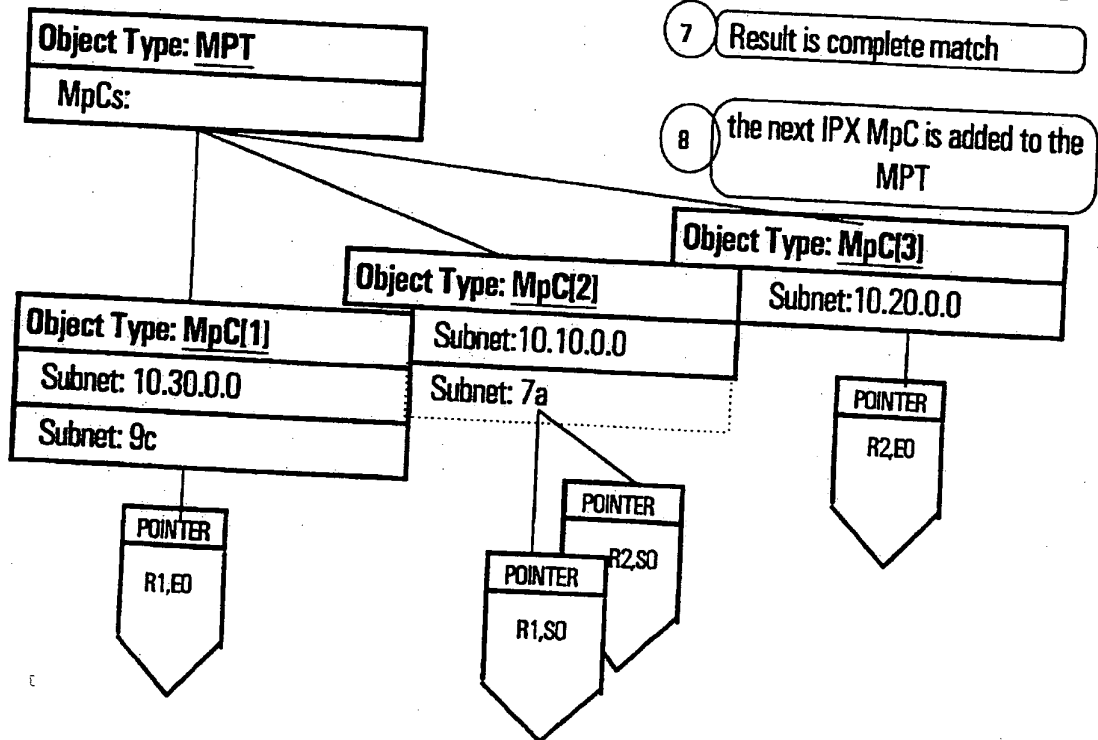 Object Type: MPT
MpCs:
7
Result is complete match
8
the next IPX MpC is added to the
MPT
Object Type: MpC[3]
Subnet:10.20.0.0
Object Type: MpC[2]
Subnet:10.10.0.0
Subnet: 7a
Object Type: MpC[1]
Subnet: 10.30.0.0
Subnet: 9c
POINTER
R1,E0
POINTER
R1,S0
POINTER
R2,S0
POINTER
R2,E0